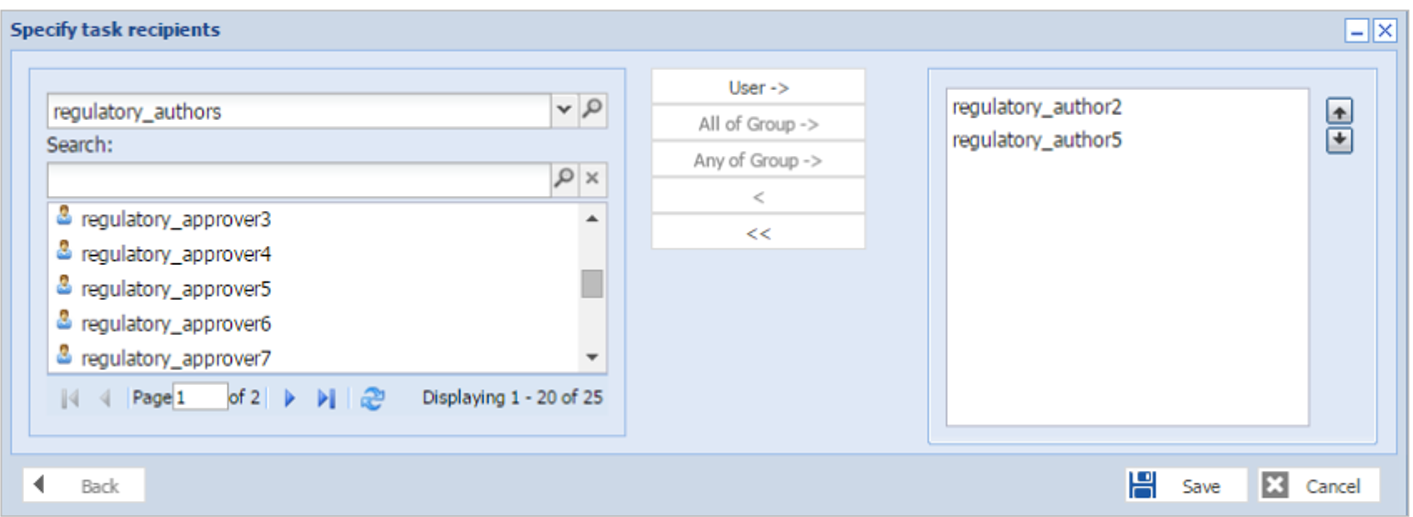 Specify task recipients
regulatory_authors
Search:
regulatory_approver3
regulatory_approver4
regulatory_approver5
regulatory_approver6
regulatory_approver7
Page 1 of 2
Displaying 1 - 20 of 25
User ->
All of Group ->
Any of Group ->
<
<<
regulatory_author2
regulatory_author5
Back
Save
Cancel